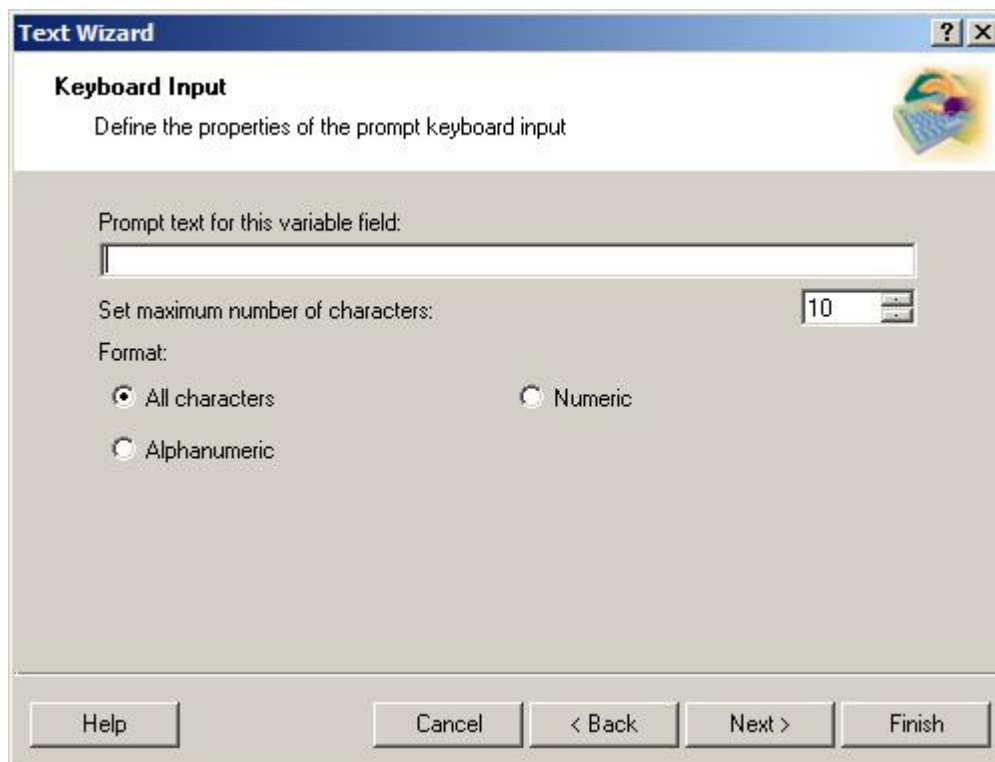 Text Wizard
Keyboard Input
Define the properties of the prompt keyboard input
Prompt text for this variable field:
Set maximum number of characters:
10
Format:
All characters
Numeric
Alphanumeric
Help
Cancel
< Back
Next >
Finish